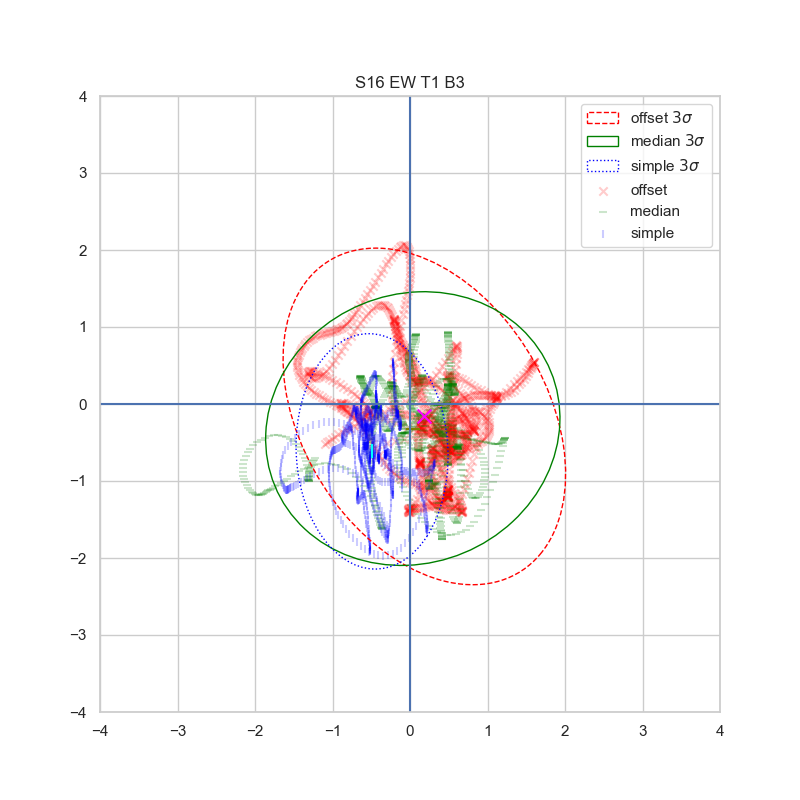 S16 EW T1 B3
offset 3σ
median 3σ
simple 3σ
offset
median
simple
4
3
2
1
0
−1
−2
−3
−4
−4 −3 −2 −1 0 1 2 3 4